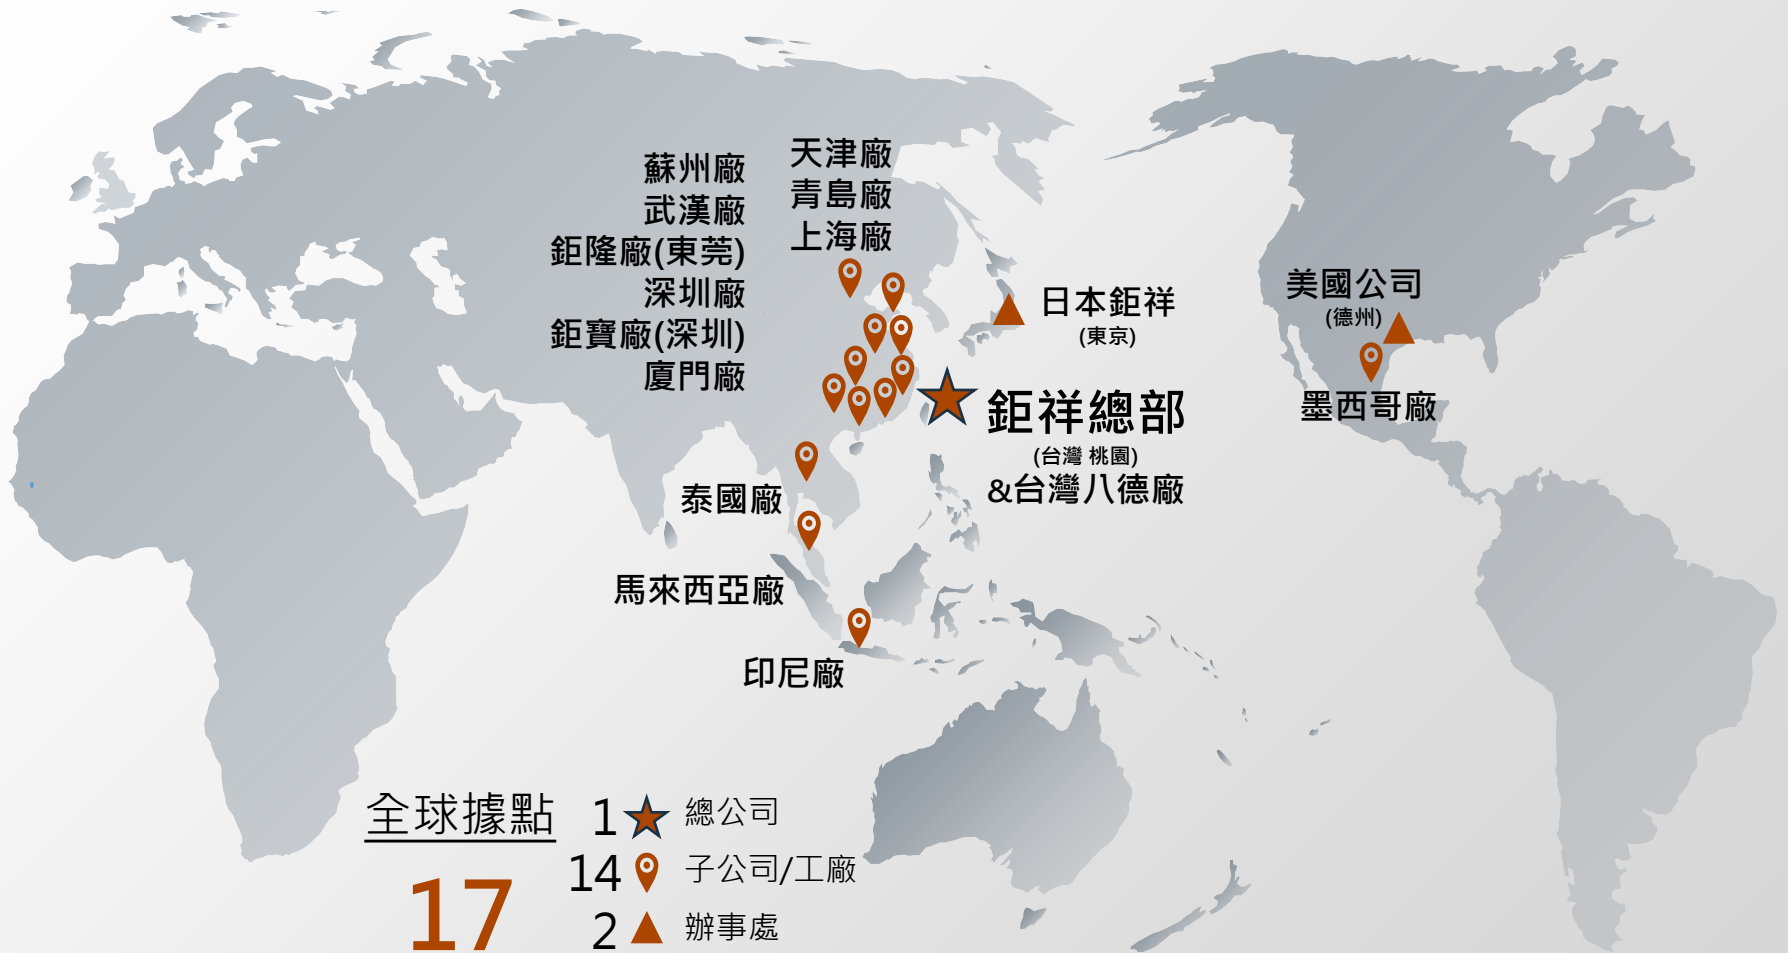 蘇州廠
武漢廠
鉅隆廠(東莞)
深圳廠
鉅寶廠(深圳)
廈門廠
天津廠
青島廠
上海廠
日本鉅祥
(東京)
美國公司
(德州)
墨西哥廠
鉅祥總部
(台灣 桃園)
&台灣八德廠
泰國廠
馬來西亞廠
印尼廠
全球據點
17
1 總公司
14 子公司/工廠
2 辦事處